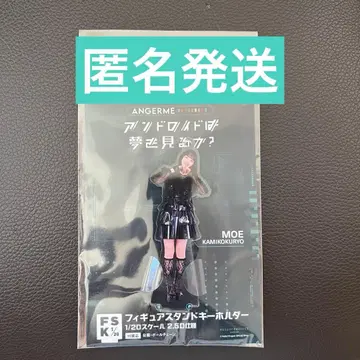 匿名発送
ANGERME
アンドロイドは
夢を見るか?
MOE
KAMIKOKURYO
FSK 1/20
フィギュアスタンドキーホルダー
1/20スケール 2.5D仕様